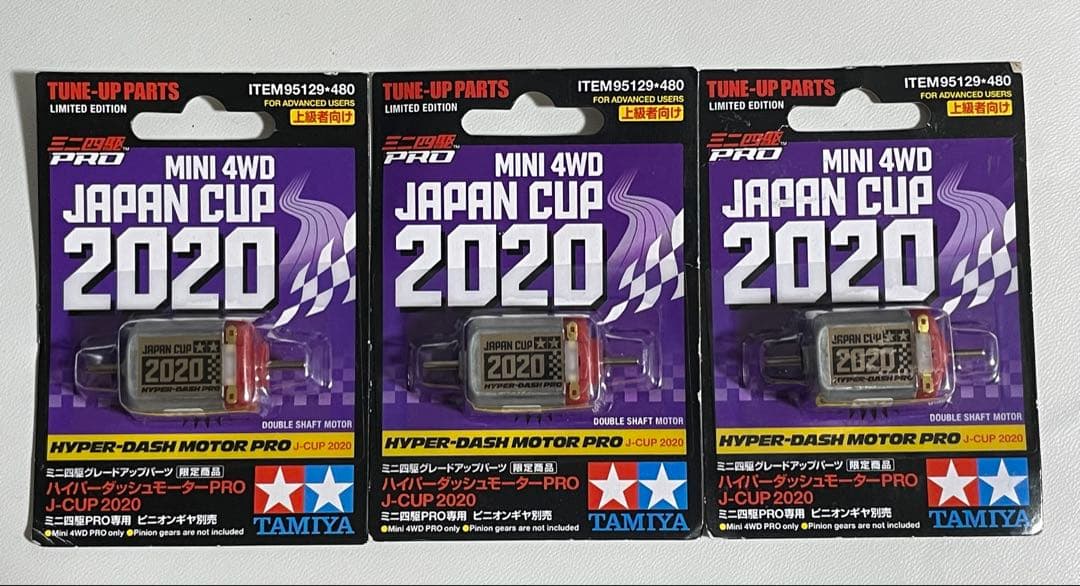 TUNE-UP PARTS
LIMITED EDITION
ITEM95129*480
FOR ADVANCED USERS
上級者向け
ミニ四駆
PRO
MINI 4WD
JAPAN CUP
2020
JAPAN CUP
2020
HYPER-DASH PRO
DOUBLE SHAFT MOTOR
HYPER-DASH MOTOR PRO J-CUP 2020
ミニ四駆グレードアップパーツ 限定商品
ハイパーダッシュモーターPRO
J-CUP 2020
ミニ四駆PRO専用 ピニオンギヤ別売
●Mini 4WD PRO only ●Pinion gears are not included
TAMIYA
TUNE-UP PARTS
LIMITED EDITION
ITEM95129*480
FOR ADVANCED USERS
上級者向け
ミニ四駆
PRO
MINI 4WD
JAPAN CUP
2020
JAPAN CUP
2020
HYPER-DASH PRO
DOUBLE SHAFT MOTOR
HYPER-DASH MOTOR PRO J-CUP 2020
ミニ四駆グレードアップパーツ 限定商品
ハイパーダッシュモーターPRO
J-CUP 2020
ミニ四駆PRO専用 ピニオンギヤ別売
●Mini 4WD PRO only ●Pinion gears are not included
TAMIYA
TUNE-UP PARTS
LIMITED EDITION
ITEM95129*480
FOR ADVANCED USERS
上級者向け
ミニ四駆
PRO
MINI 4WD
JAPAN CUP
2020
JAPAN CUP
2020
HYPER-DASH PRO
DOUBLE SHAFT MOTOR
HYPER-DASH MOTOR PRO J-CUP 2020
ミニ四駆グレードアップパーツ 限定商品
ハイパーダッシュモーターPRO
J-CUP 2020
ミニ四駆PRO専用 ピニオンギヤ別売
●Mini 4WD PRO only ●Pinion gears are not included
TAMIYA